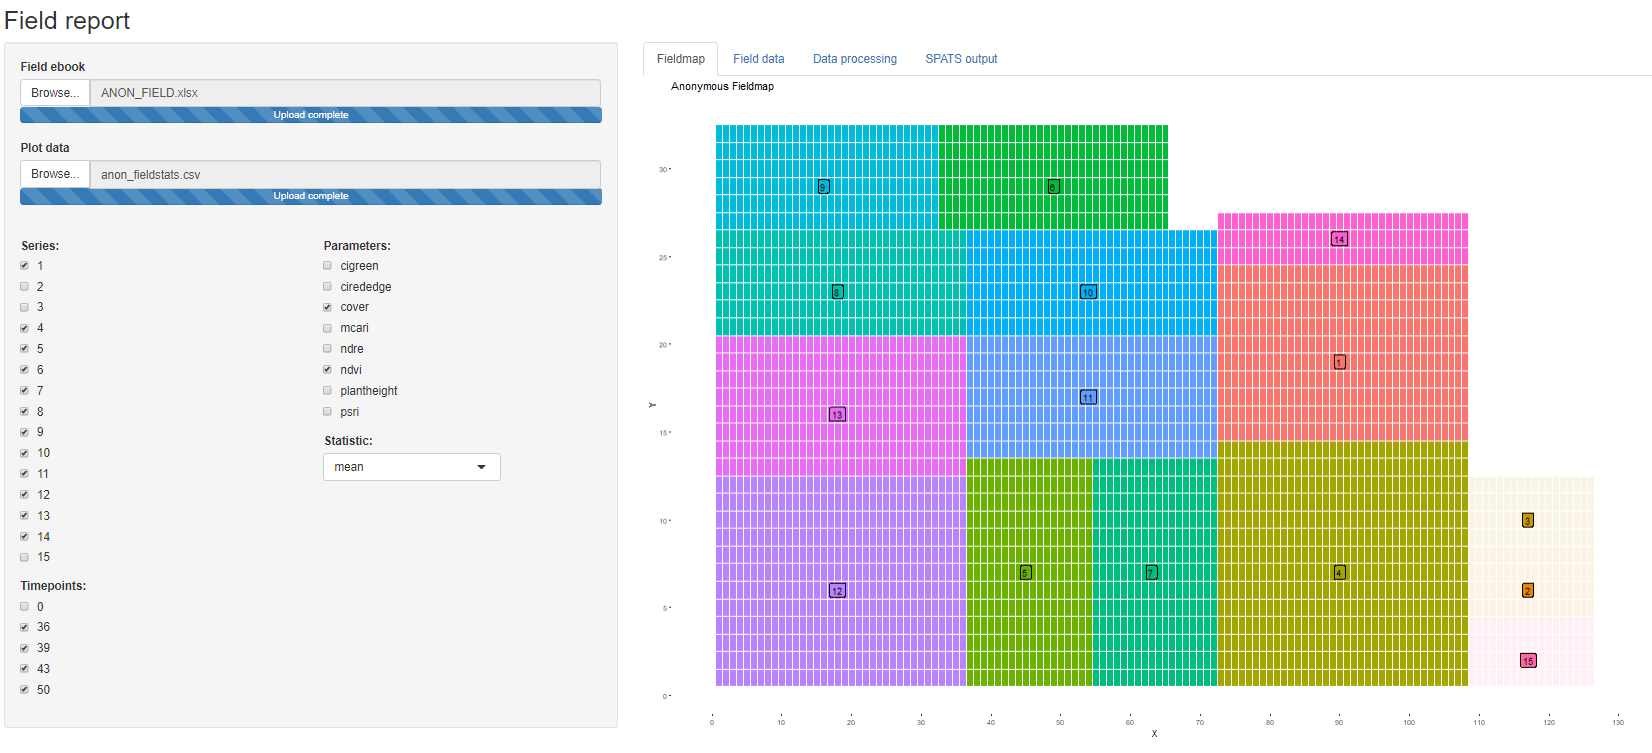 Field report
Field ebook
Browse... ANON_FIELD.xlsx
Upload complete
Plot data
Browse... anon_fieldstats.csv
Upload complete
Series:
1
2
3
4
5
6
7
8
9
10
11
12
13
14
15
Timepoints:
0
36
39
43
50
Parameters:
cigreen
cirededge
cover
mcari
ndre
ndvi
plantheight
psri
Statistic:
mean
Fieldmap Field data Data processing SPATS output
Anonymous Fieldmap
30
25
20
15
10
5
0
Y
9 6
14
8 10
1
11
13
3
5 7 4
12 2
15
0 10 20 30 40 50 60 70 80 90 100 110 120 130
X